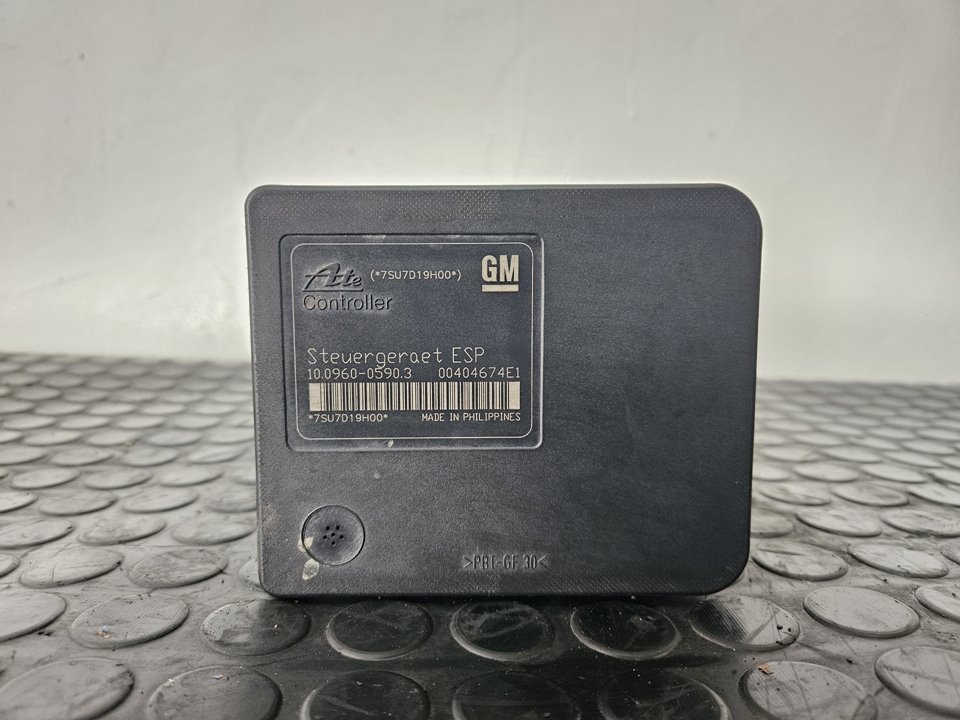 Ate (*7SU7D19H00*) GM
Controller
Steuergeraet ESP
10.0960-0590.3 00404674E1
*7SU7D19H00* MADE IN PHILIPPINES
>PBT-GF 30<